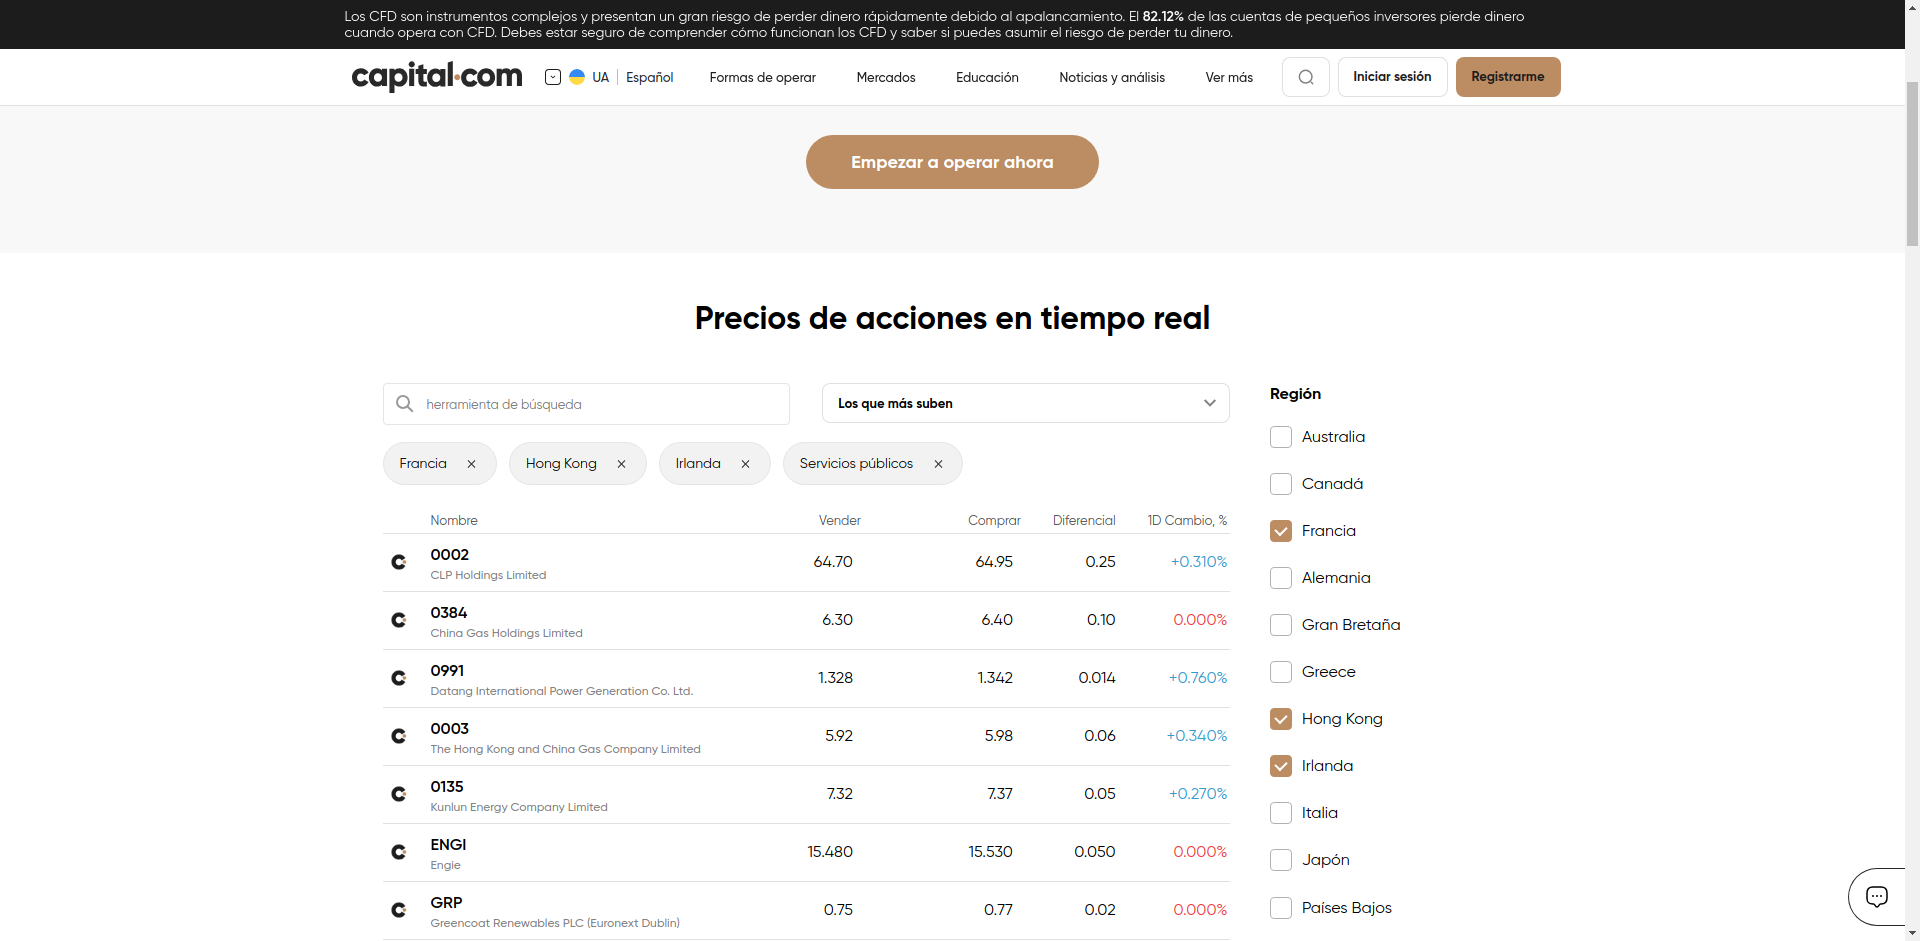 Los CFD son instrumentos complejos y presentan un gran riesgo de perder dinero rápidamente debido al apalancamiento. El 82.12% de las cuentas de pequeños inversores pierde dinero
cuando opera con CFD. Debes estar seguro de comprender cómo funcionan los CFD y saber si puedes asumir el riesgo de perder tu dinero.
capital.com UA Español Formas de operar Mercados Educación Noticias y análisis Ver más Iniciar sesión Registrarme
Empezar a operar ahora
Precios de acciones en tiempo real
herramienta de búsqueda
Los que más suben
Francia
Hong Kong
Irlanda
Servicios públicos
Nombre Vender Comprar Diferencial 1D Cambio, %
0002 64.70 64.95 0.25 +0.310%
CLP Holdings Limited
0384 6.30 6.40 0.10 0.000%
China Gas Holdings Limited
0991 1.328 1.342 0.014 +0.760%
Datang International Power Generation Co. Ltd.
0003 5.92 5.98 0.06 +0.340%
The Hong Kong and China Gas Company Limited
0135 7.32 7.37 0.05 +0.270%
Kunlun Energy Company Limited
ENGI 15.480 15.530 0.050 0.000%
Engie
GRP 0.75 0.77 0.02 0.000%
Greencoat Renewables PLC (Euronext Dublin)
Región
Australia
Canadá
Francia
Alemania
Gran Bretaña
Greece
Hong Kong
Irlanda
Italia
Japón
Países Bajos